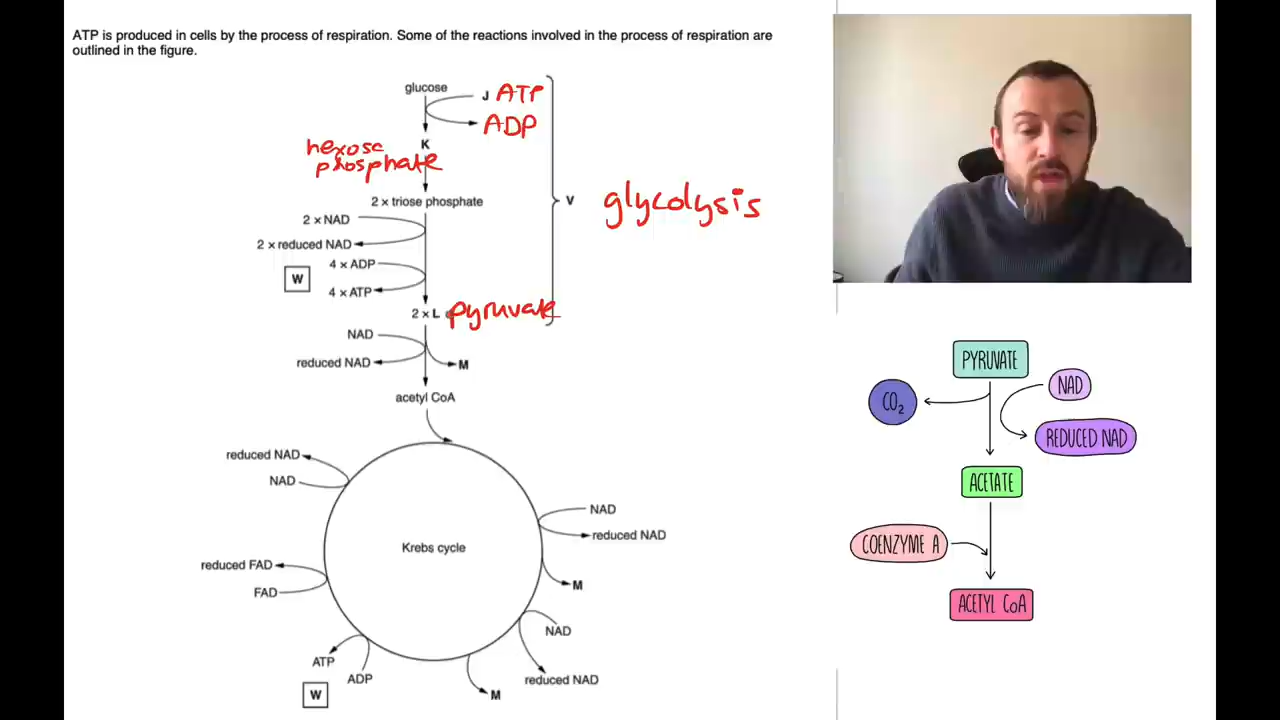 ATP is produced in cells by the process of respiration. Some of the reactions involved in the process of respiration are
outlined in the figure.
glucose
J ATP
ADP
hexose
phosphate
K
2 × triose phosphate
V
glycolysis
2 × NAD
2 × reduced NAD
4 × ADP
W
4 × ATP
2 × L
pyruvate
NAD
reduced NAD
M
acetyl CoA
reduced NAD
NAD
NAD
reduced NAD
Krebs cycle
reduced FAD
FAD
M
NAD
ATP
ADP
reduced NAD
W
M
PYRUVATE
NAD
CO₂
REDUCED NAD
ACETATE
COENZYME A
ACETYL CoA